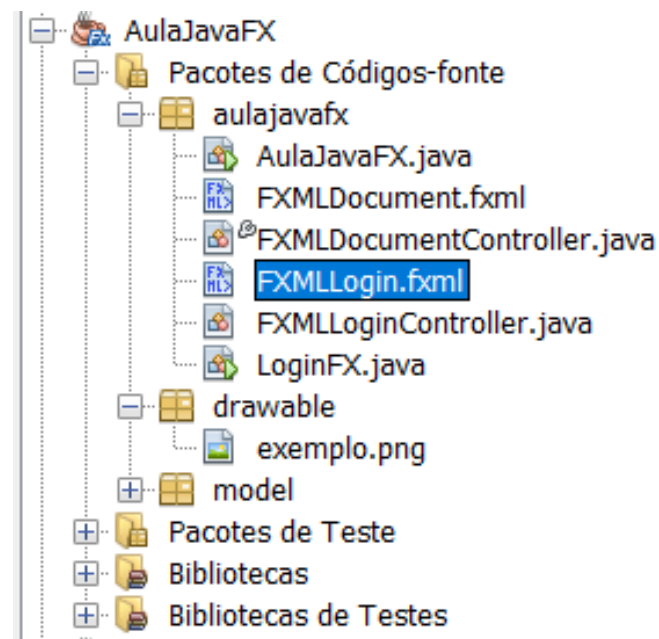 AulaJavaFX
Pacotes de Códigos-fonte
aulajavafx
AulaJavaFX.java
FXMLDocument.fxml
FXMLDocumentController.java
FXMLLogin.fxml
FXMLLoginController.java
LoginFX.java
drawable
exemplo.png
model
Pacotes de Teste
Bibliotecas
Bibliotecas de Testes